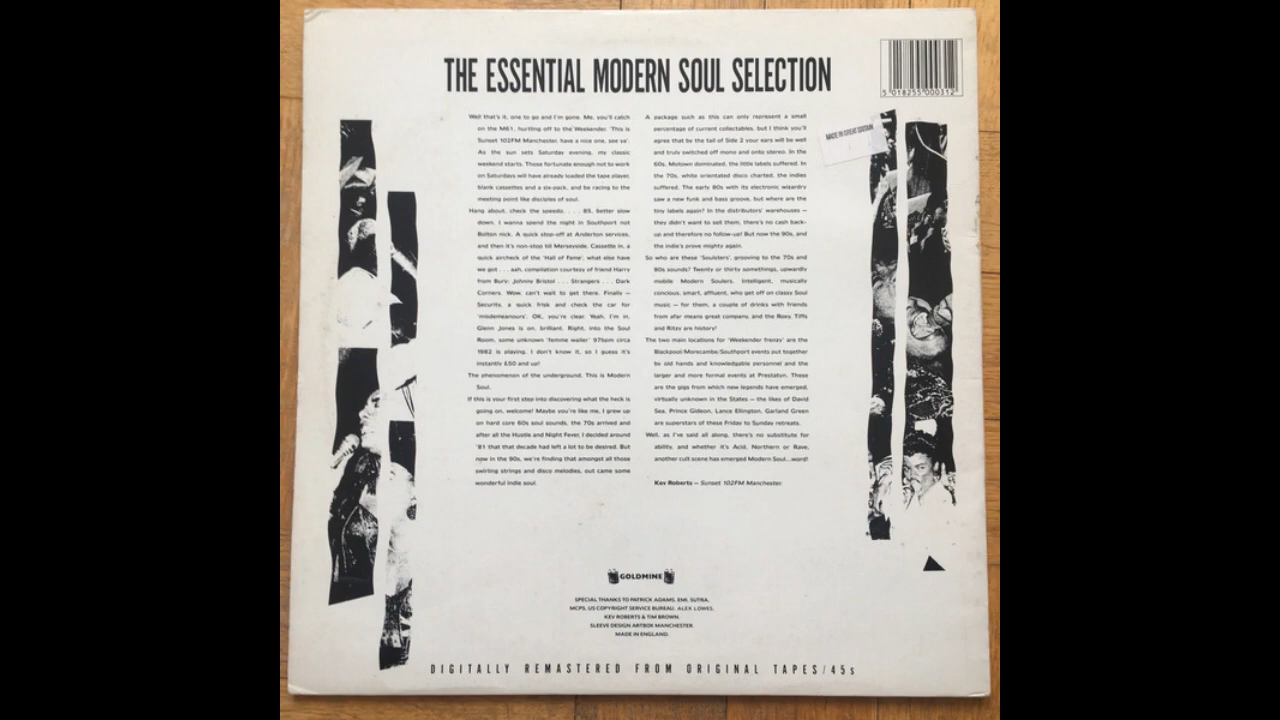 THE ESSENTIAL MODERN SOUL SELECTION
5 018255 000312
MADE IN GREAT BRITAIN
Well that's it, one to go and I'm gone. Me, you'll catch
on the M61, hurtling off to the Weekender. 'This is
Sunset 102FM Manchester, have a nice one, see ya'.
As the sun sets Saturday evening, my classic
weekend starts. Those fortunate enough not to work
on Saturdays will have already loaded the tape player,
blank cassettes and a six-pack, and be racing to the
meeting point like disciples of soul.
Hang about, check the speedo. . . . 85, better slow
down. I wanna spend the night in Southport not
Bolton nick. A quick stop-off at Anderton services,
and then it's non-stop till Merseyside. Cassette in, a
quick aircheck of the 'Hall of Fame', what else have
we got . . . aah, compilation courtesy of friend Harry
from Bury: Johnny Bristol . . . Strangers . . . Dark
Corners. Wow, can't wait to get there. Finally —
Security, a quick frisk and check the car for
'misdemeanours'. OK, you're clear. Yeah, I'm in,
Glenn Jones is on, brilliant. Right, into the Soul
Room, some unknown 'femme wailer' 97bpm circa
1982 is playing, I don't know it, so I guess it's
instantly £50 and up!
The phenomenon of the underground. This is Modern
Soul.
If this is your first step into discovering what the heck is
going on, welcome! Maybe you're like me, I grew up
on hard core 60s soul sounds, the 70s arrived and
after all the Hustle and Night Fever, I decided around
'81 that that decade had left a lot to be desired. But
now in the 90s, we're finding that amongst all those
swirling strings and disco melodies, out came some
wonderful indie soul.
A package such as this can only represent a small
percentage of current collectables, but I think you'll
agree that by the tail of Side 2 your ears will be well
and truly switched off mono and onto stereo. In the
60s, Motown dominated, the little labels suffered. In
the 70s, white orientated disco charted, the indies
suffered. The early 80s with its electronic wizardry
saw a new funk and bass groove, but where are the
tiny labels again? In the distributors' warehouses —
they didn't want to sell them, there's no cash back-
up and therefore no follow-up! But now the 90s, and
the indie's prove mighty again.
So who are these 'Soulsters', grooving to the 70s and
80s sounds? Twenty or thirty somethings, upwardly
mobile Modern Soulers. Intelligent, musically
concious, smart, affluent, who get off on classy Soul
music — for them, a couple of drinks with friends
from afar means great company, and the Roxy, Tiffs
and Ritzy are history!
The two main locations for 'Weekender frenzy' are the
Blackpool/Morecambe/Southport events put together
by old hands and knowledgable personnel and the
larger and more formal events at Prestatyn. These
are the gigs from which new legends have emerged,
virtually unknown in the States — the likes of David
Sea, Prince Gideon, Lance Ellington, Garland Green
are superstars of these Friday to Sunday retreats.
Well, as I've said all along, there's no substitute for
ability, and whether it's Acid, Northern or Rave,
another cult scene has emerged Modern Soul...word!
Kev Roberts — Sunset 102FM Manchester.
GOLDMINE
SPECIAL THANKS TO PATRICK ADAMS, EMI, SUTRA,
MCPS, US COPYRIGHT SERVICE BUREAU, ALEX LOWES,
KEV ROBERTS & TIM BROWN.
SLEEVE DESIGN ARTBOX MANCHESTER.
MADE IN ENGLAND.
DIGITALLY REMASTERED FROM ORIGINAL TAPES/45s